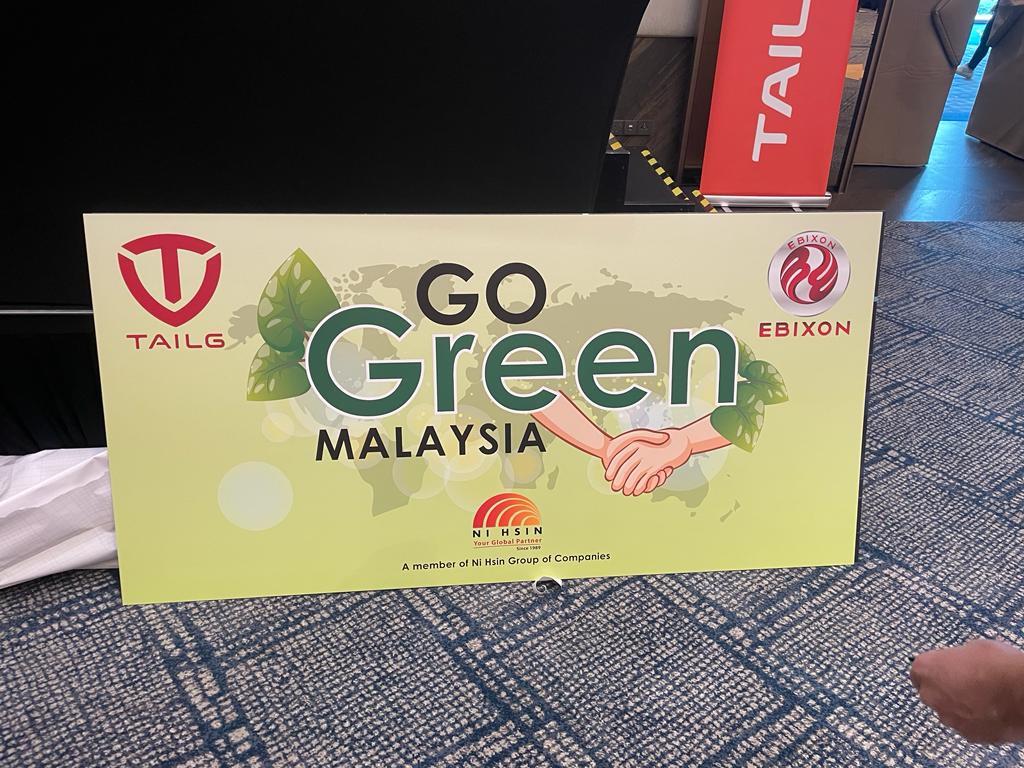 TAIL
TAILG
EBIXON
EBIXON
GO
Green
MALAYSIA
NI HSIN
Your Global Partner
Since 1989
A member of Ni Hsin Group of Companies